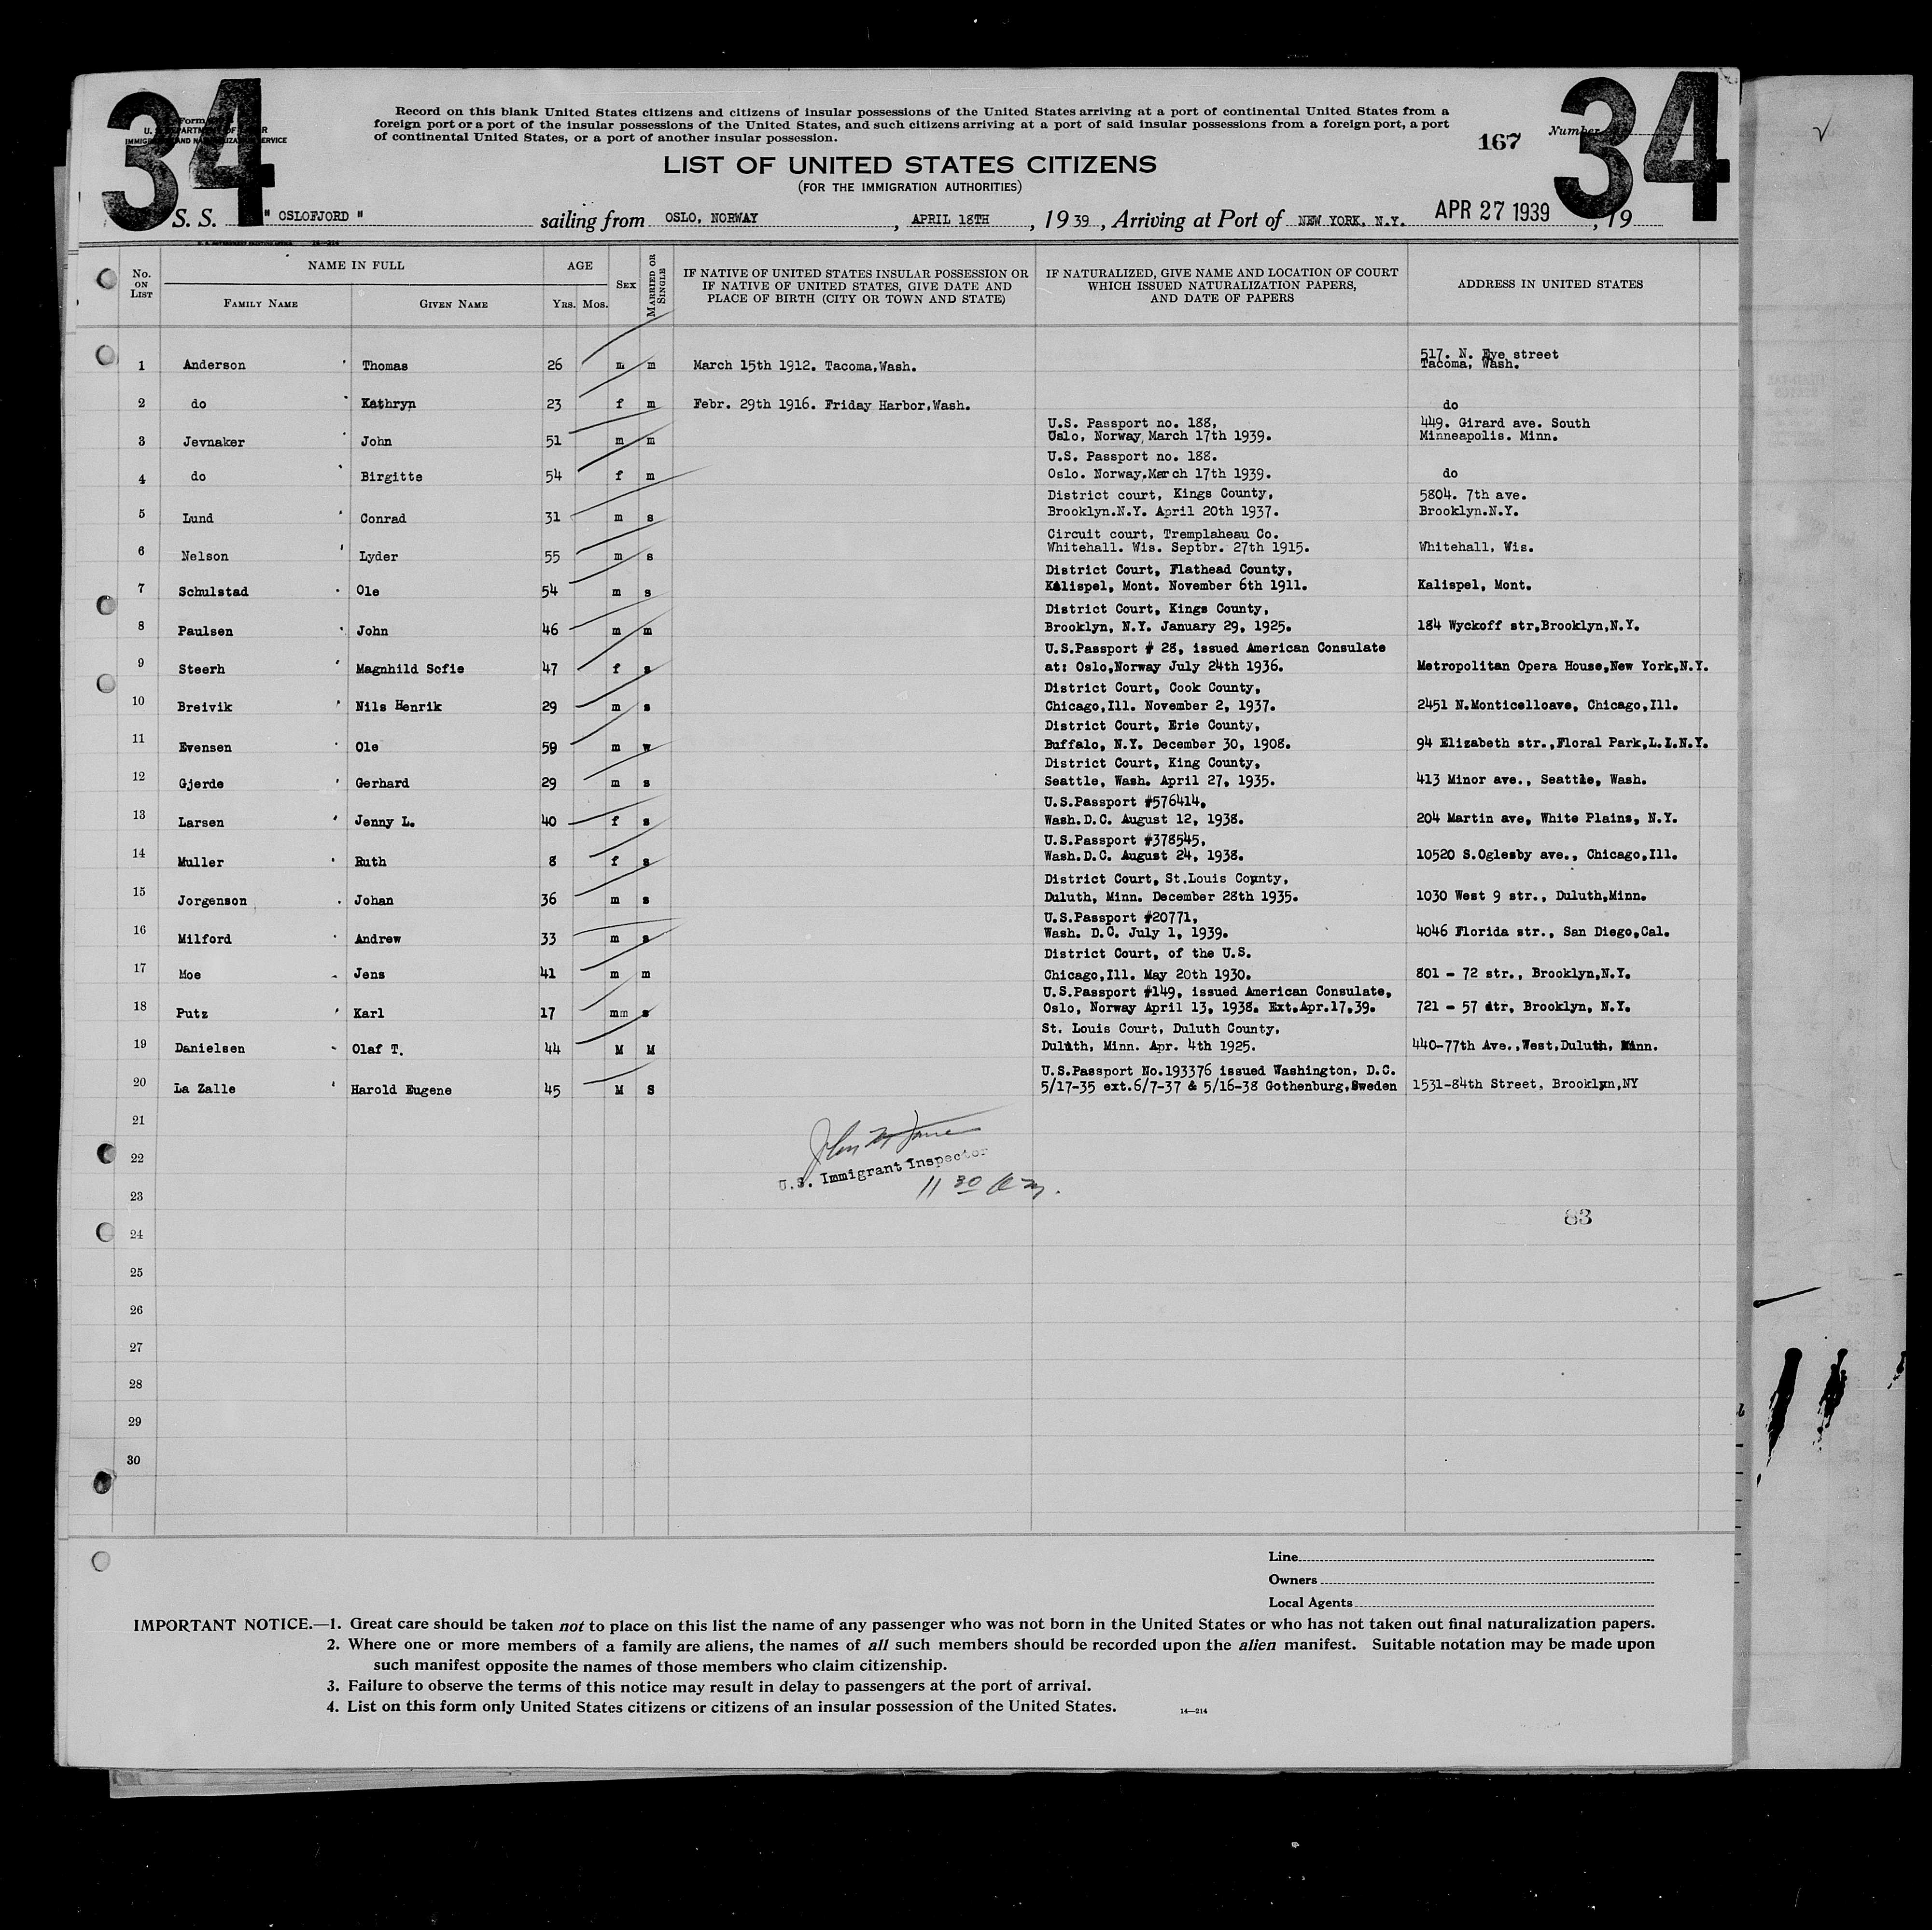 34
34
Record on this blank United States citizens and citizens of insular possessions of the United States arriving at a port of continental United States from a
foreign port or a port of the insular possessions of the United States, and such citizens arriving at a port of said insular possessions from a foreign port, a port
of continental United States, or a port of another insular possession.
167 Number
LIST OF UNITED STATES CITIZENS
(FOR THE IMMIGRATION AUTHORITIES)
S. S. " OSLOFJORD " sailing from OSLO, NORWAY , APRIL 18TH , 19 39 , Arriving at Port of NEW YORK, N.Y. APR 27 1939 , 19
No. on List
NAME IN FULL
Family Name
Given Name
AGE
Yrs. Mos.
Sex
Married or Single
IF NATIVE OF UNITED STATES INSULAR POSSESSION OR
IF NATIVE OF UNITED STATES, GIVE DATE AND
PLACE OF BIRTH (CITY OR TOWN AND STATE)
IF NATURALIZED, GIVE NAME AND LOCATION OF COURT
WHICH ISSUED NATURALIZATION PAPERS,
AND DATE OF PAPERS
ADDRESS IN UNITED STATES
1 Anderson Thomas 26 m m March 15th 1912. Tacoma,Wash. 517. N. Eye street
Tacoma, Wash.
2 do Kathryn 23 f m Febr. 29th 1916. Friday Harbor,Wash. do
U.S. Passport no. 188, 449. Girard ave. South
3 Jevnaker John 51 m m Oslo, Norway, March 17th 1939. Minneapolis. Minn.
U.S. Passport no. 188.
4 do Birgitte 54 f m Oslo. Norway.March 17th 1939. do
District court, Kings County, 5804. 7th ave.
5 Lund Conrad 31 m s Brooklyn.N.Y. April 20th 1937. Brooklyn.N.Y.
Circuit court, Tremplaheau Co.
6 Nelson Lyder 55 m s Whitehall. Wis. Septbr. 27th 1915. Whitehall, Wis.
District Court, Flathead County,
7 Schulstad Ole 54 m s Kalispel, Mont. November 6th 1911. Kalispel, Mont.
District Court, Kings County,
8 Paulsen John 46 m m Brooklyn, N.Y. January 29, 1925. 184 Wyckoff str,Brooklyn,N.Y.
U.S.Passport # 28, issued American Consulate
9 Steerh Magnhild Sofie 47 f s at: Oslo,Norway July 24th 1936. Metropolitan Opera House,New York,N.Y.
District Court, Cook County,
10 Breivik Nils Henrik 29 m s Chicago,Ill. November 2, 1937. 2451 N.Monticelloave, Chicago,Ill.
District Court, Erie County,
11 Evensen Ole 59 m w Buffalo, N.Y. December 30, 1908. 94 Elizabeth str.,Floral Park,L.I.N.Y.
District Court, King County,
12 Gjerde Gerhard 29 m s Seattle, Wash. April 27, 1935. 413 Minor ave., Seattle, Wash.
U.S.Passport #576414,
13 Larsen Jenny L. 40 f s Wash.D.C. August 12, 1938. 204 Martin ave, White Plains, N.Y.
U.S.Passport #378545,
14 Muller Ruth 8 f s Wash.D.C. August 24, 1938. 10520 S.Oglesby ave., Chicago,Ill.
District Court, St.Louis County,
15 Jorgenson Johan 36 m s Duluth, Minn. December 28th 1935. 1030 West 9 str., Duluth,Minn.
U.S.Passport #20771,
16 Milford Andrew 33 m s Wash. D.C. July 1, 1939. 4046 Florida str., San Diego,Cal.
District Court, of the U.S.
17 Moe Jens 41 m m Chicago,Ill. May 20th 1930. 801 - 72 str., Brooklyn,N.Y.
U.S.Passport #149, issued American Consulate,
18 Putz Karl 17 mm s Oslo, Norway April 13, 1938. Ext.Apr.17,39. 721 - 57 dtr, Brooklyn, N.Y.
St. Louis Court, Duluth County,
19 Danielsen Olaf T. 44 M M Duluth, Minn. Apr. 4th 1925. 440-77th Ave.,West,Duluth, Minn.
U.S.Passport No.193376 issued Washington, D.C.
20 La Zalle Harold Eugene 45 M S 5/17-35 ext.6/7-37 & 5/16-38 Gothenburg,Sweden 1531-84th Street, Brooklyn,NY
21
22
U.S. Immigrant Inspector
23
11 30 am.
83
24
25
26
27
28
29
30
Line
Owners
Local Agents
IMPORTANT NOTICE.—1. Great care should be taken not to place on this list the name of any passenger who was not born in the United States or who has not taken out final naturalization papers.
2. Where one or more members of a family are aliens, the names of all such members should be recorded upon the alien manifest. Suitable notation may be made upon
such manifest opposite the names of those members who claim citizenship.
3. Failure to observe the terms of this notice may result in delay to passengers at the port of arrival.
4. List on this form only United States citizens or citizens of an insular possession of the United States. 14—214